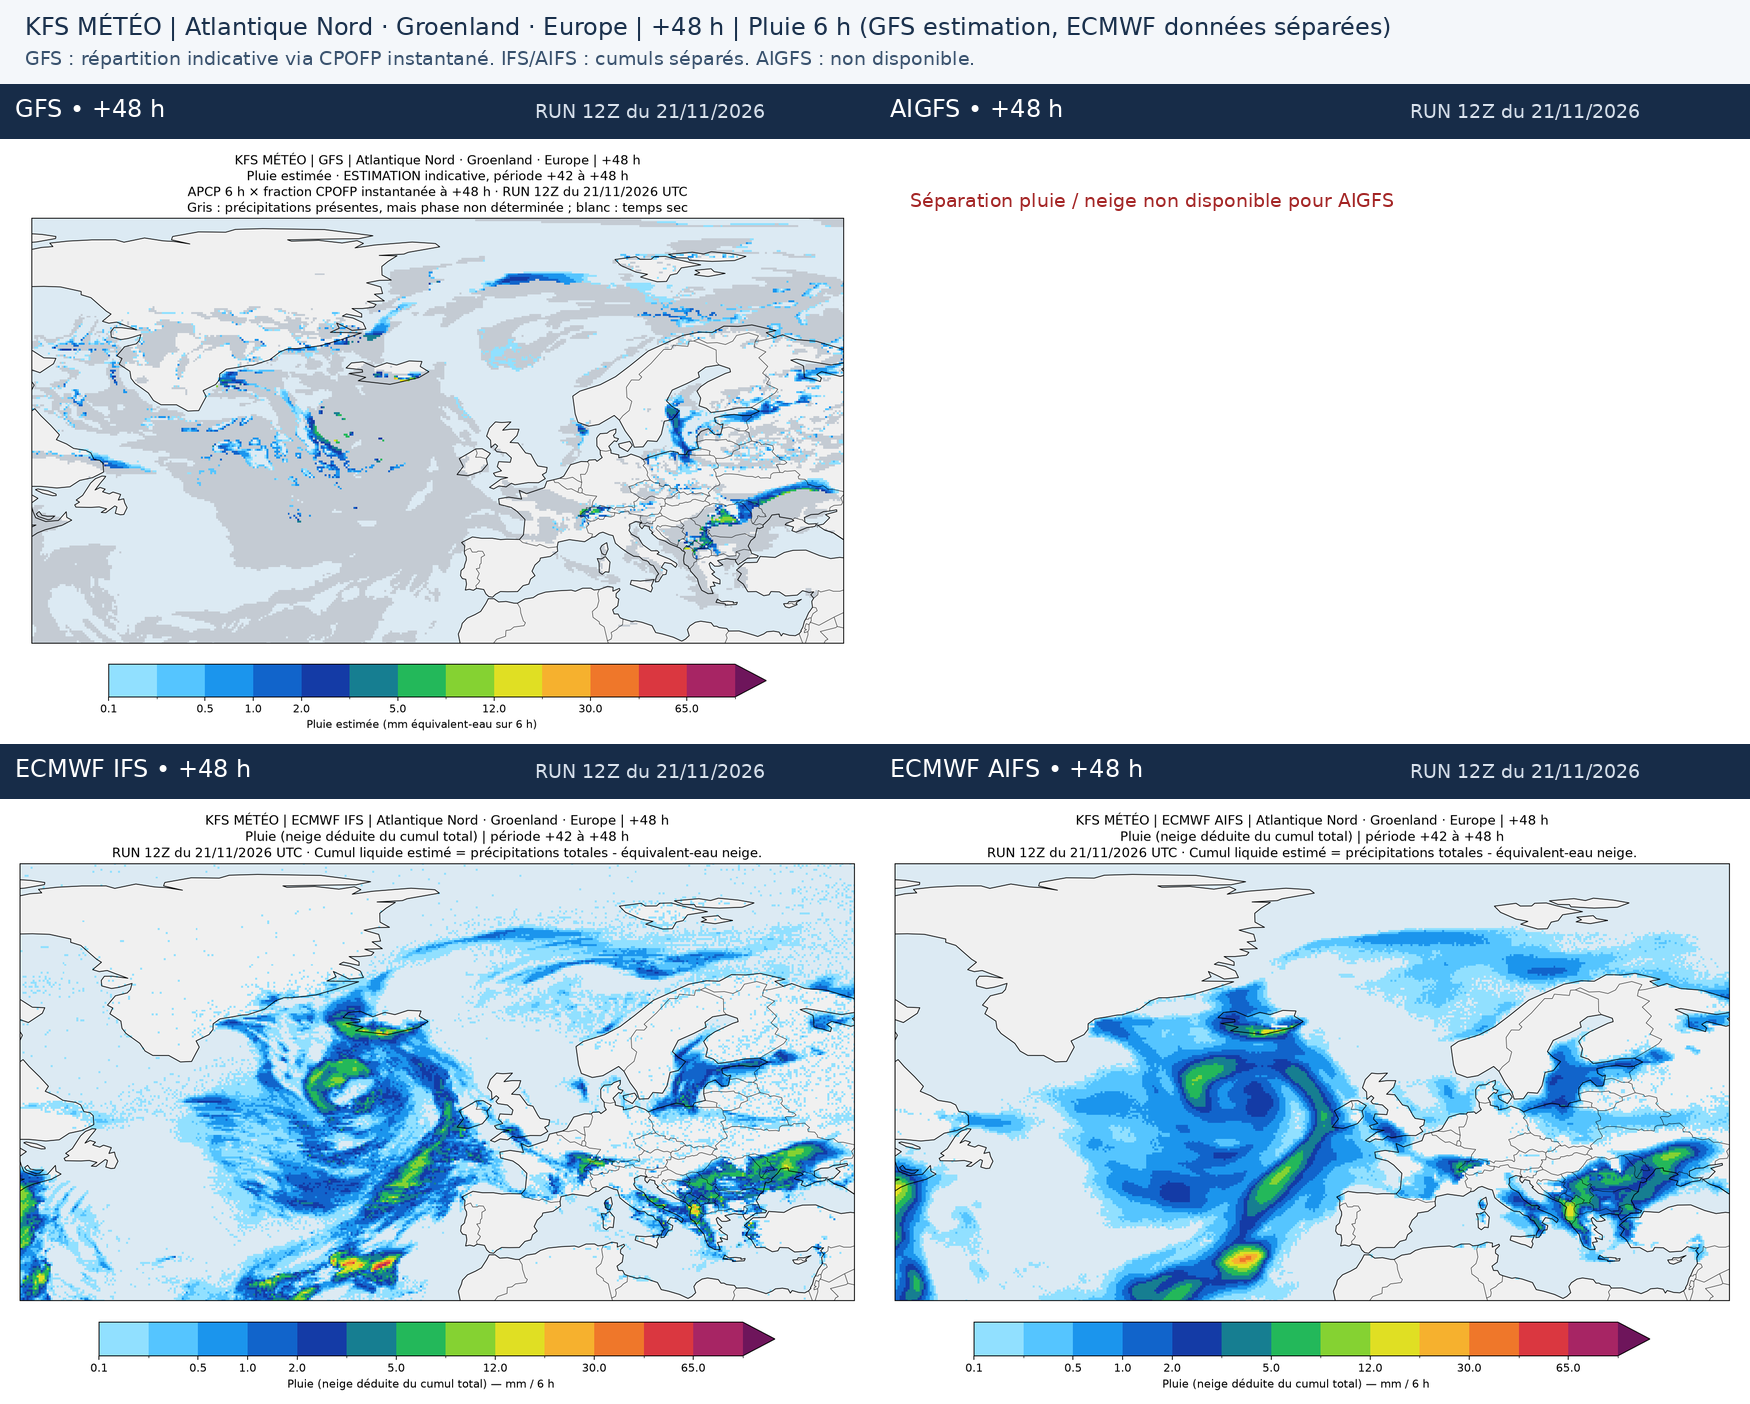 KFS MÉTÉO | Atlantique Nord · Groenland · Europe | +48 h | Pluie 6 h (GFS estimation, ECMWF données séparées)
GFS : répartition indicative via CPOFP instantané. IFS/AIFS : cumuls séparés. AIGFS : non disponible.
GFS • +48 h
RUN 12Z du 21/11/2026
AIGFS • +48 h
RUN 12Z du 21/11/2026
KFS MÉTÉO | GFS | Atlantique Nord · Groenland · Europe | +48 h
Pluie estimée · ESTIMATION indicative, période +42 à +48 h
APCP 6 h × fraction CPOFP instantanée à +48 h · RUN 12Z du 21/11/2026 UTC
Gris : précipitations présentes, mais phase non déterminée ; blanc : temps sec
Séparation pluie / neige non disponible pour AIGFS
0.1 0.5 1.0 2.0 5.0 12.0 30.0 65.0
Pluie estimée (mm équivalent-eau sur 6 h)
ECMWF IFS • +48 h
RUN 12Z du 21/11/2026
ECMWF AIFS • +48 h
RUN 12Z du 21/11/2026
KFS MÉTÉO | ECMWF IFS | Atlantique Nord · Groenland · Europe | +48 h
Pluie (neige déduite du cumul total) | période +42 à +48 h
RUN 12Z du 21/11/2026 UTC · Cumul liquide estimé = précipitations totales - équivalent-eau neige.
KFS MÉTÉO | ECMWF AIFS | Atlantique Nord · Groenland · Europe | +48 h
Pluie (neige déduite du cumul total) | période +42 à +48 h
RUN 12Z du 21/11/2026 UTC · Cumul liquide estimé = précipitations totales - équivalent-eau neige.
0.1 0.5 1.0 2.0 5.0 12.0 30.0 65.0
Pluie (neige déduite du cumul total) — mm / 6 h
0.1 0.5 1.0 2.0 5.0 12.0 30.0 65.0
Pluie (neige déduite du cumul total) — mm / 6 h